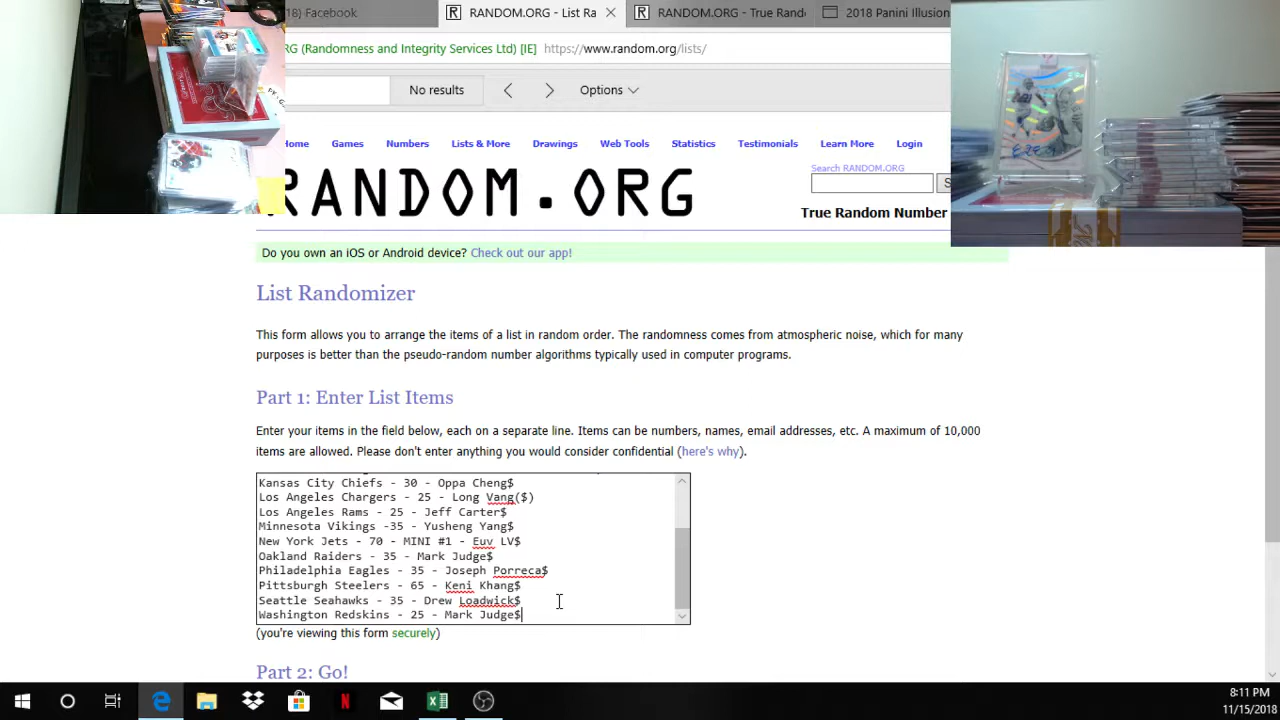 18) Facebook
RANDOM.ORG - List Ra
RANDOM.ORG - True Rand
2018 Panini Illusion
RG (Randomness and Integrity Services Ltd) [IE] https://www.random.org/lists/
No results
Options
Home Games Numbers Lists & More Drawings Web Tools Statistics Testimonials Learn More Login
Search RANDOM.ORG
RANDOM.ORG
True Random Number
Do you own an iOS or Android device? Check out our app!
List Randomizer
This form allows you to arrange the items of a list in random order. The randomness comes from atmospheric noise, which for many
purposes is better than the pseudo-random number algorithms typically used in computer programs.
Part 1: Enter List Items
Enter your items in the field below, each on a separate line. Items can be numbers, names, email addresses, etc. A maximum of 10,000
items are allowed. Please don't enter anything you would consider confidential (here's why).
Kansas City Chiefs - 30 - Oppa Cheng$
Los Angeles Chargers - 25 - Long Vang($)
Los Angeles Rams - 25 - Jeff Carter$
Minnesota Vikings -35 - Yusheng Yang$
New York Jets - 70 - MINI #1 - Euv LV$
Oakland Raiders - 35 - Mark Judge$
Philadelphia Eagles - 35 - Joseph Porreca$
Pittsburgh Steelers - 65 - Keni Khang$
Seattle Seahawks - 35 - Drew Loadwick$
Washington Redskins - 25 - Mark Judge$
(you're viewing this form securely)
Part 2: Go!
8:11 PM
11/15/2018